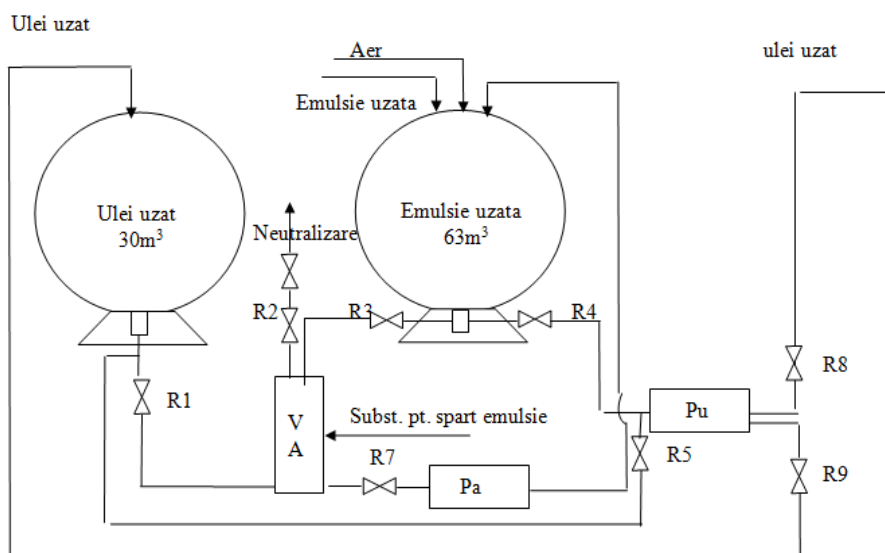 Ulei uzat
Aer
ulei uzat
Emulsie uzata
Ulei uzat
30m³
Emulsie uzata
63m³
Neutralizare
R2
R3
R4
R8
R1
V
A
Subst. pt. spart emulsie
Pu
R7
R5
Pa
R9